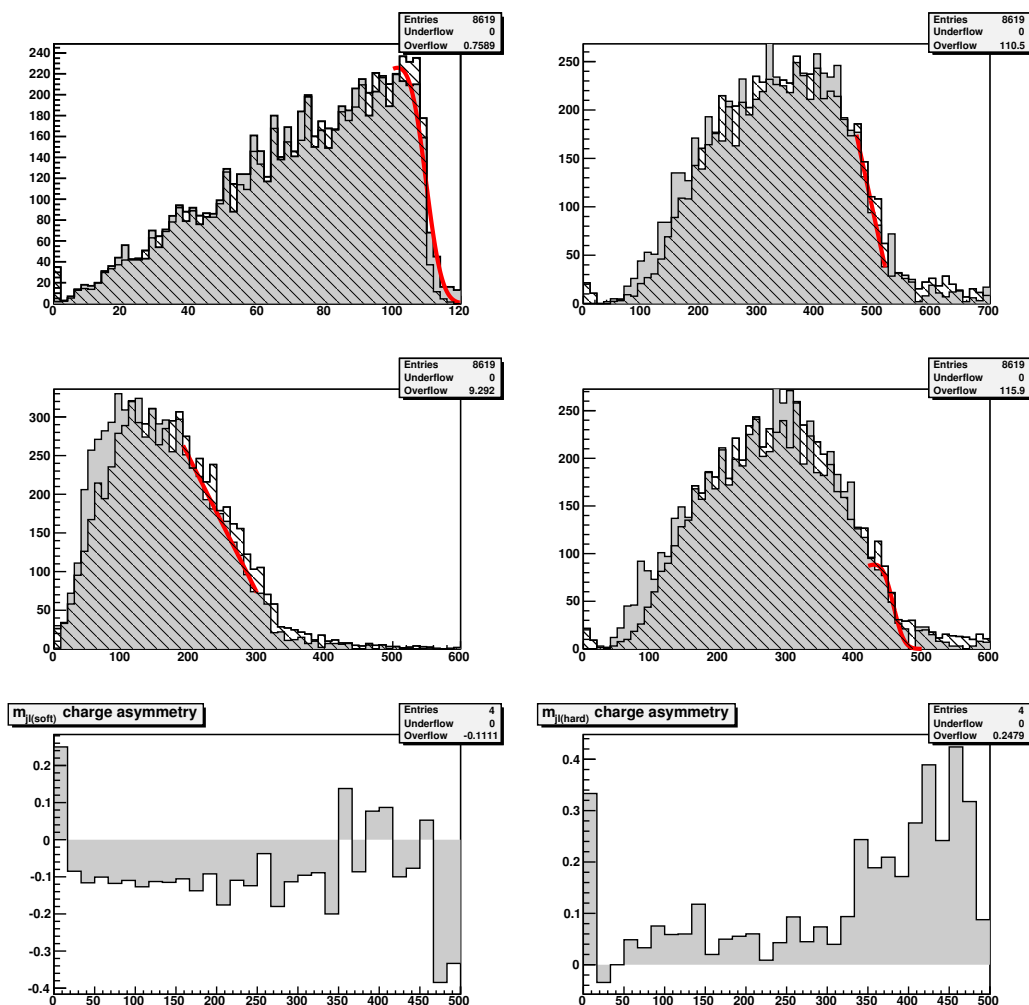 Entries 8619
Underflow 0
Overflow 0.7589
240
220
200
180
160
140
120
100
80
60
40
20
0
0 20 40 60 80 100 120
Entries 8619
Underflow 0
Overflow 110.5
250
200
150
100
50
0
0 100 200 300 400 500 600 700
Entries 8619
Underflow 0
Overflow 9.292
300
250
200
150
100
50
0
0 100 200 300 400 500 600
Entries 8619
Underflow 0
Overflow 115.9
250
200
150
100
50
0
0 100 200 300 400 500 600
m_jl(soft) charge asymmetry
Entries 4
Underflow 0
Overflow -0.1111
0.2
0.1
0
-0.1
-0.2
-0.3
-0.4
0 50 100 150 200 250 300 350 400 450 500
m_jl(hard) charge asymmetry
Entries 4
Underflow 0
Overflow 0.2479
0.4
0.3
0.2
0.1
0
0 50 100 150 200 250 300 350 400 450 500